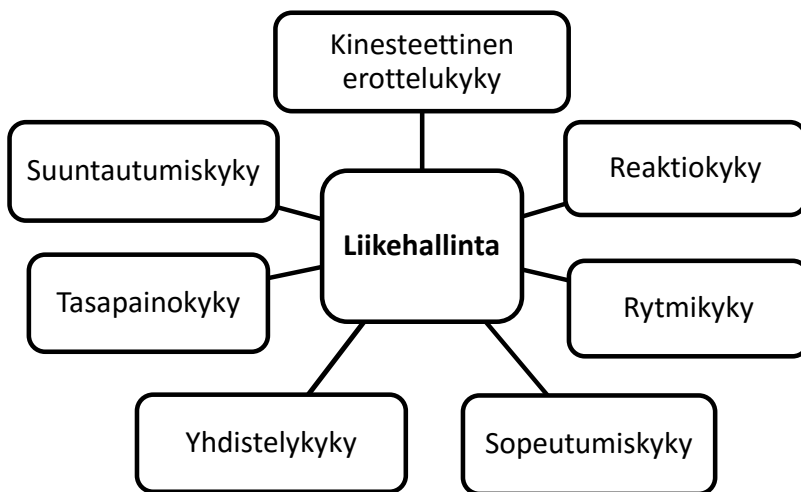 Kinesteettinen
erottelukyky
Suuntautumiskyky
Reaktiokyky
Liikehallinta
Tasapainokyky
Rytmikyky
Yhdistelykyky
Sopeutumiskyky